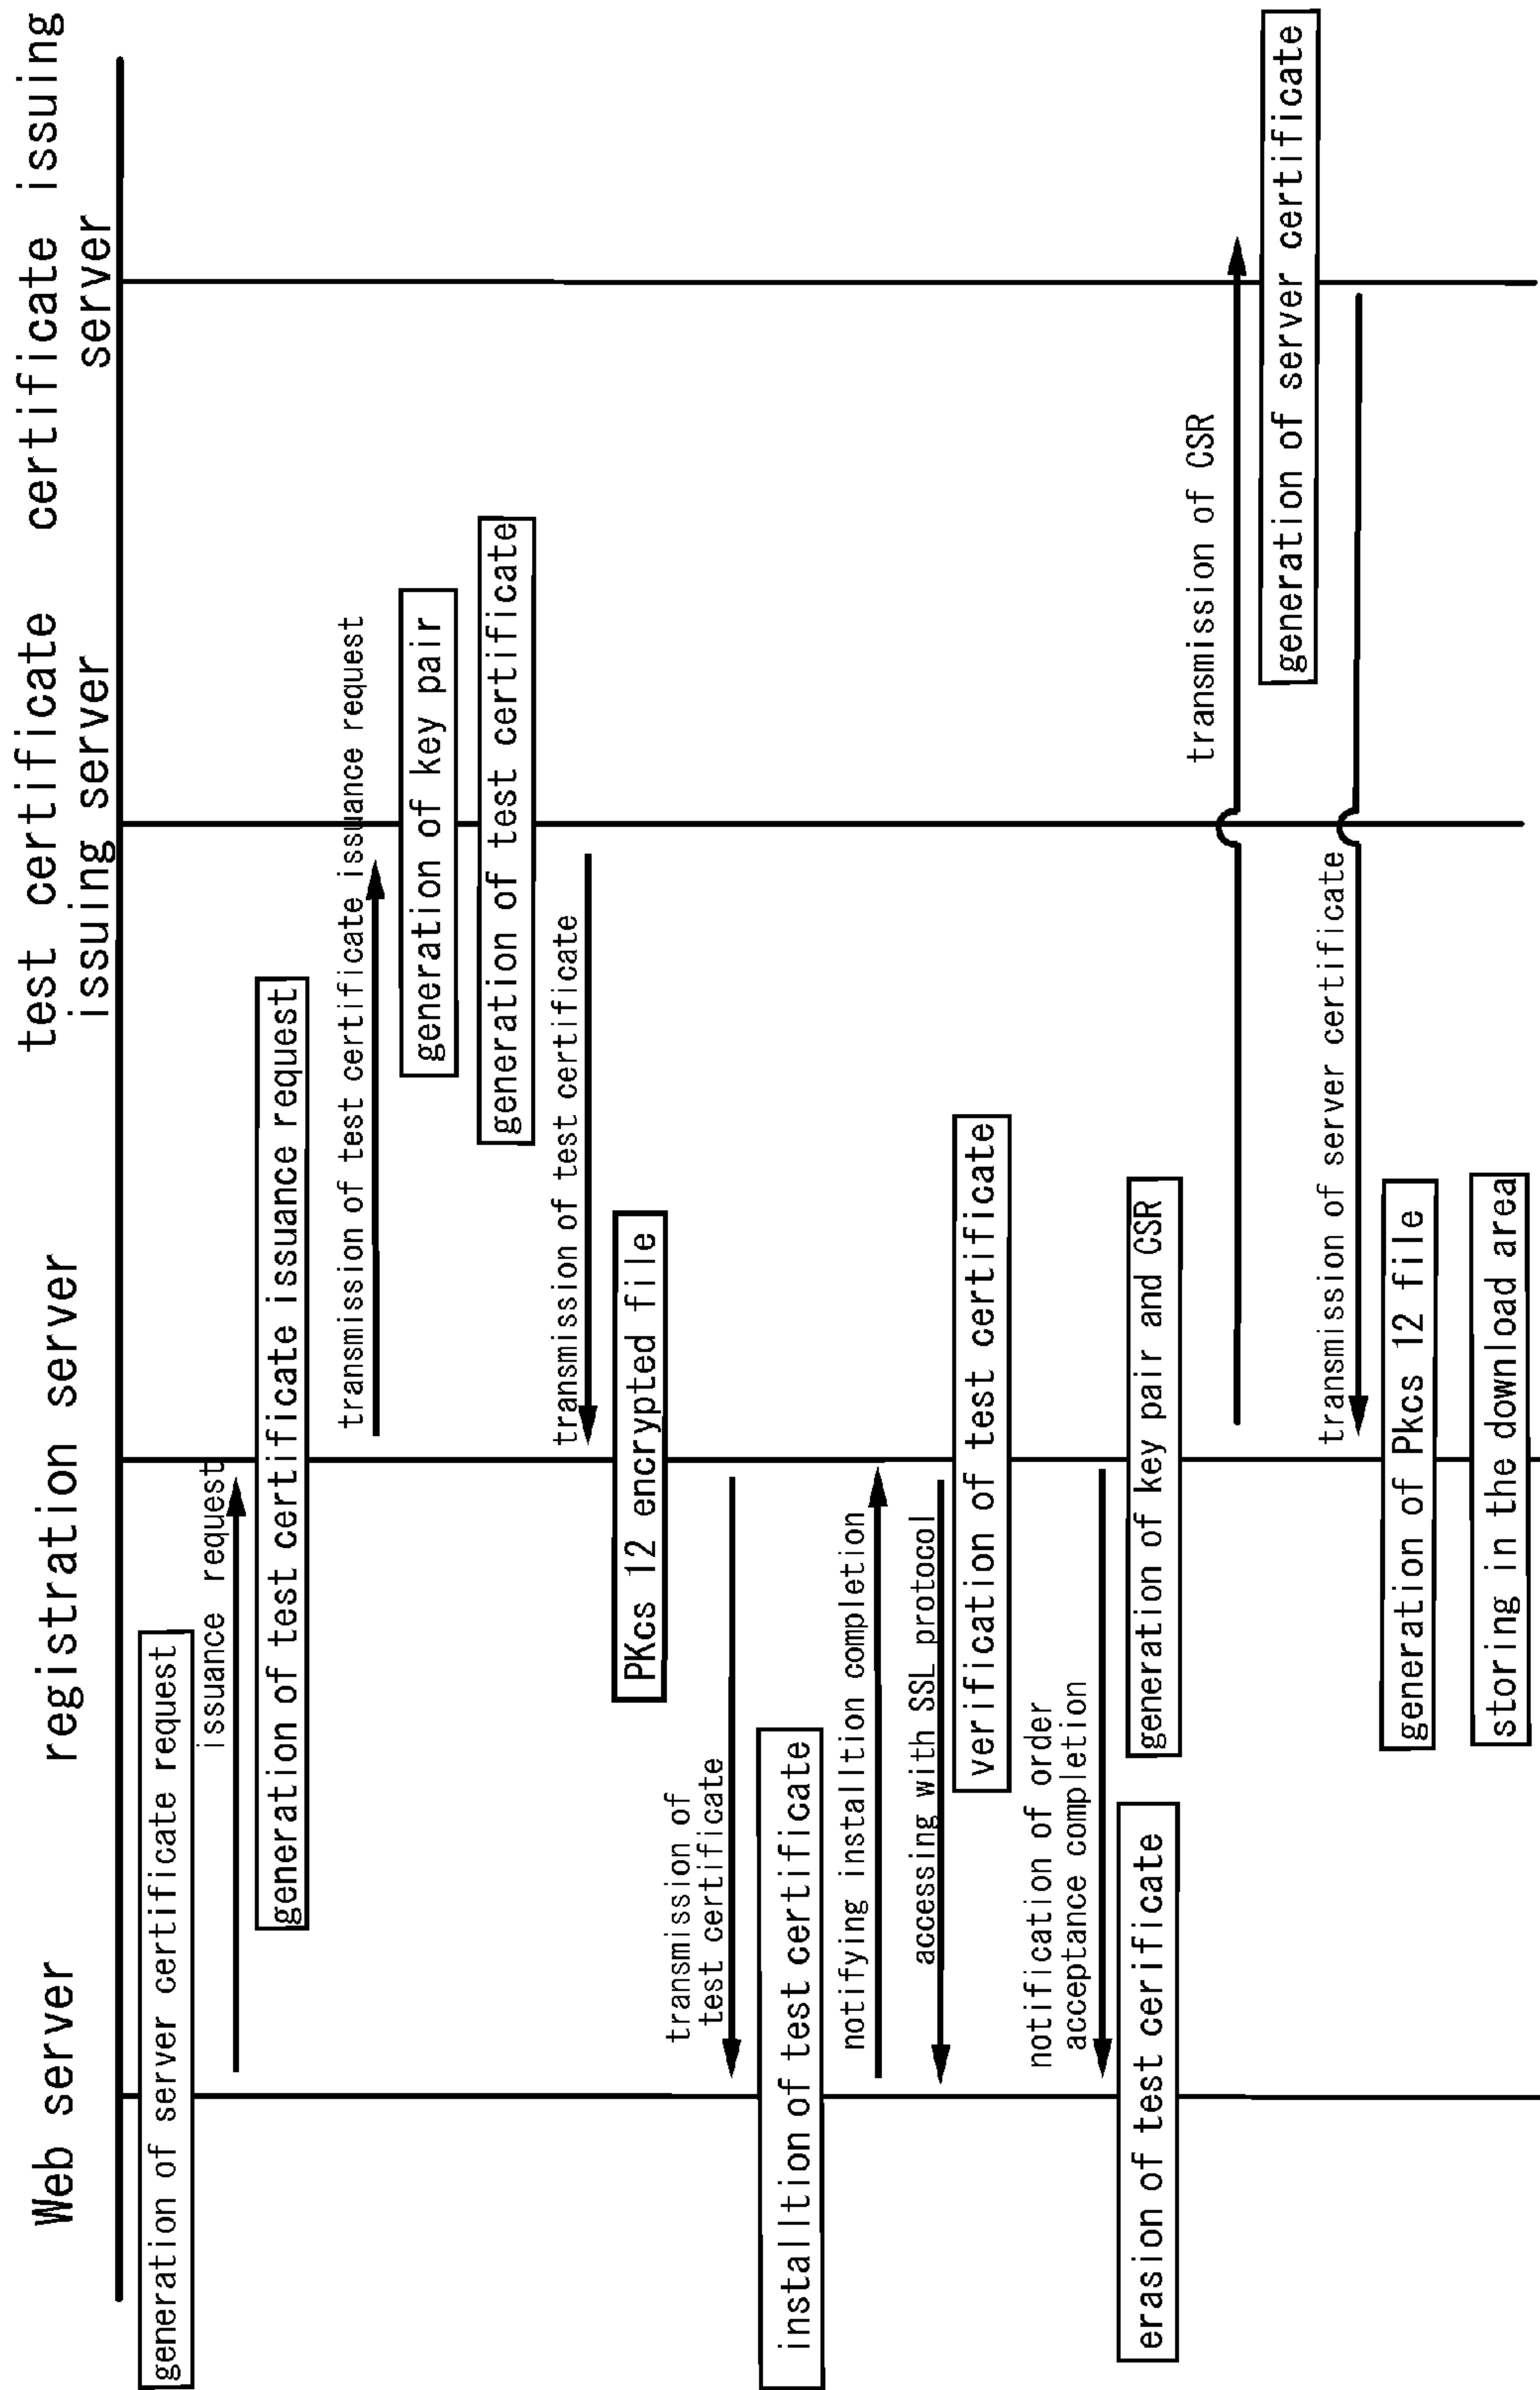 Web server
registration server
test certificate
issuing server
certificate issuing
server
generation of server certificate request
issuance request
generation of test certificate issuance request
transmission of test certificate issuance request
generation of key pair
generation of test certificate
transmission of test certificate
PKcs 12 encrypted file
transmission of
test certificate
installtion of test certificate
notifying installtion completion
accessing with SSL protocol
verification of test certificate
notification of order
acceptance completion
erasion of test cerificate
generation of key pair and CSR
transmission of CSR
generation of server certificate
transmission of server certificate
generation of Pkcs 12 file
storing in the download area